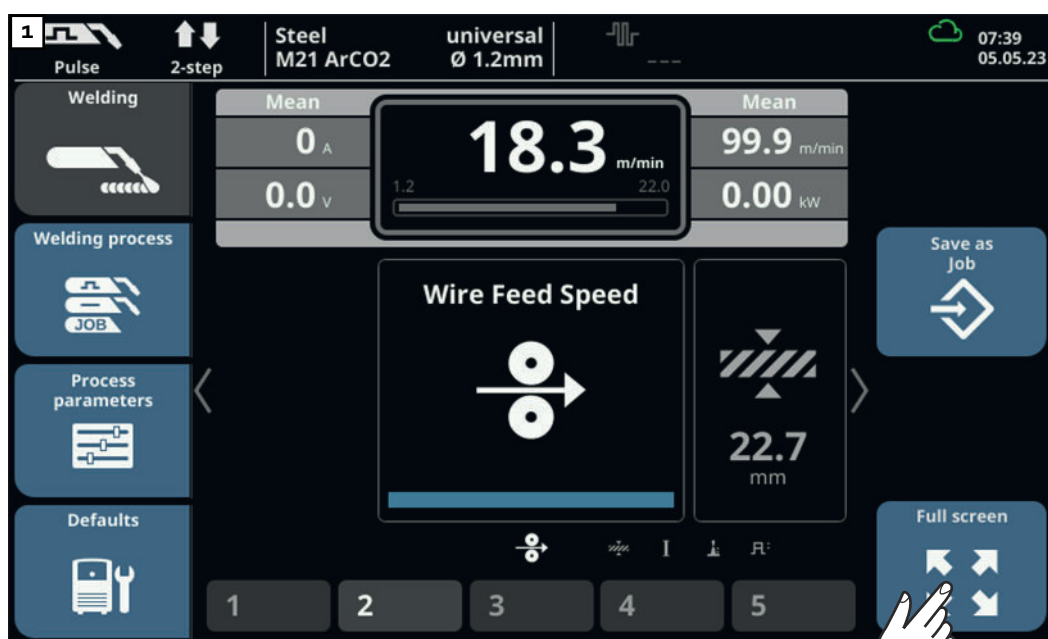 1
Pulse
2-step
Steel universal
M21 ArCO2 Ø 1.2mm
---
07:39
05.05.23
Welding
Welding process
JOB
Process
parameters
Defaults
Mean
0 A
0.0 V
18.3 m/min
1.2 22.0
Mean
99.9 m/min
0.00 kW
Wire Feed Speed
22.7
mm
1 2 3 4 5
Save as
Job
Full screen